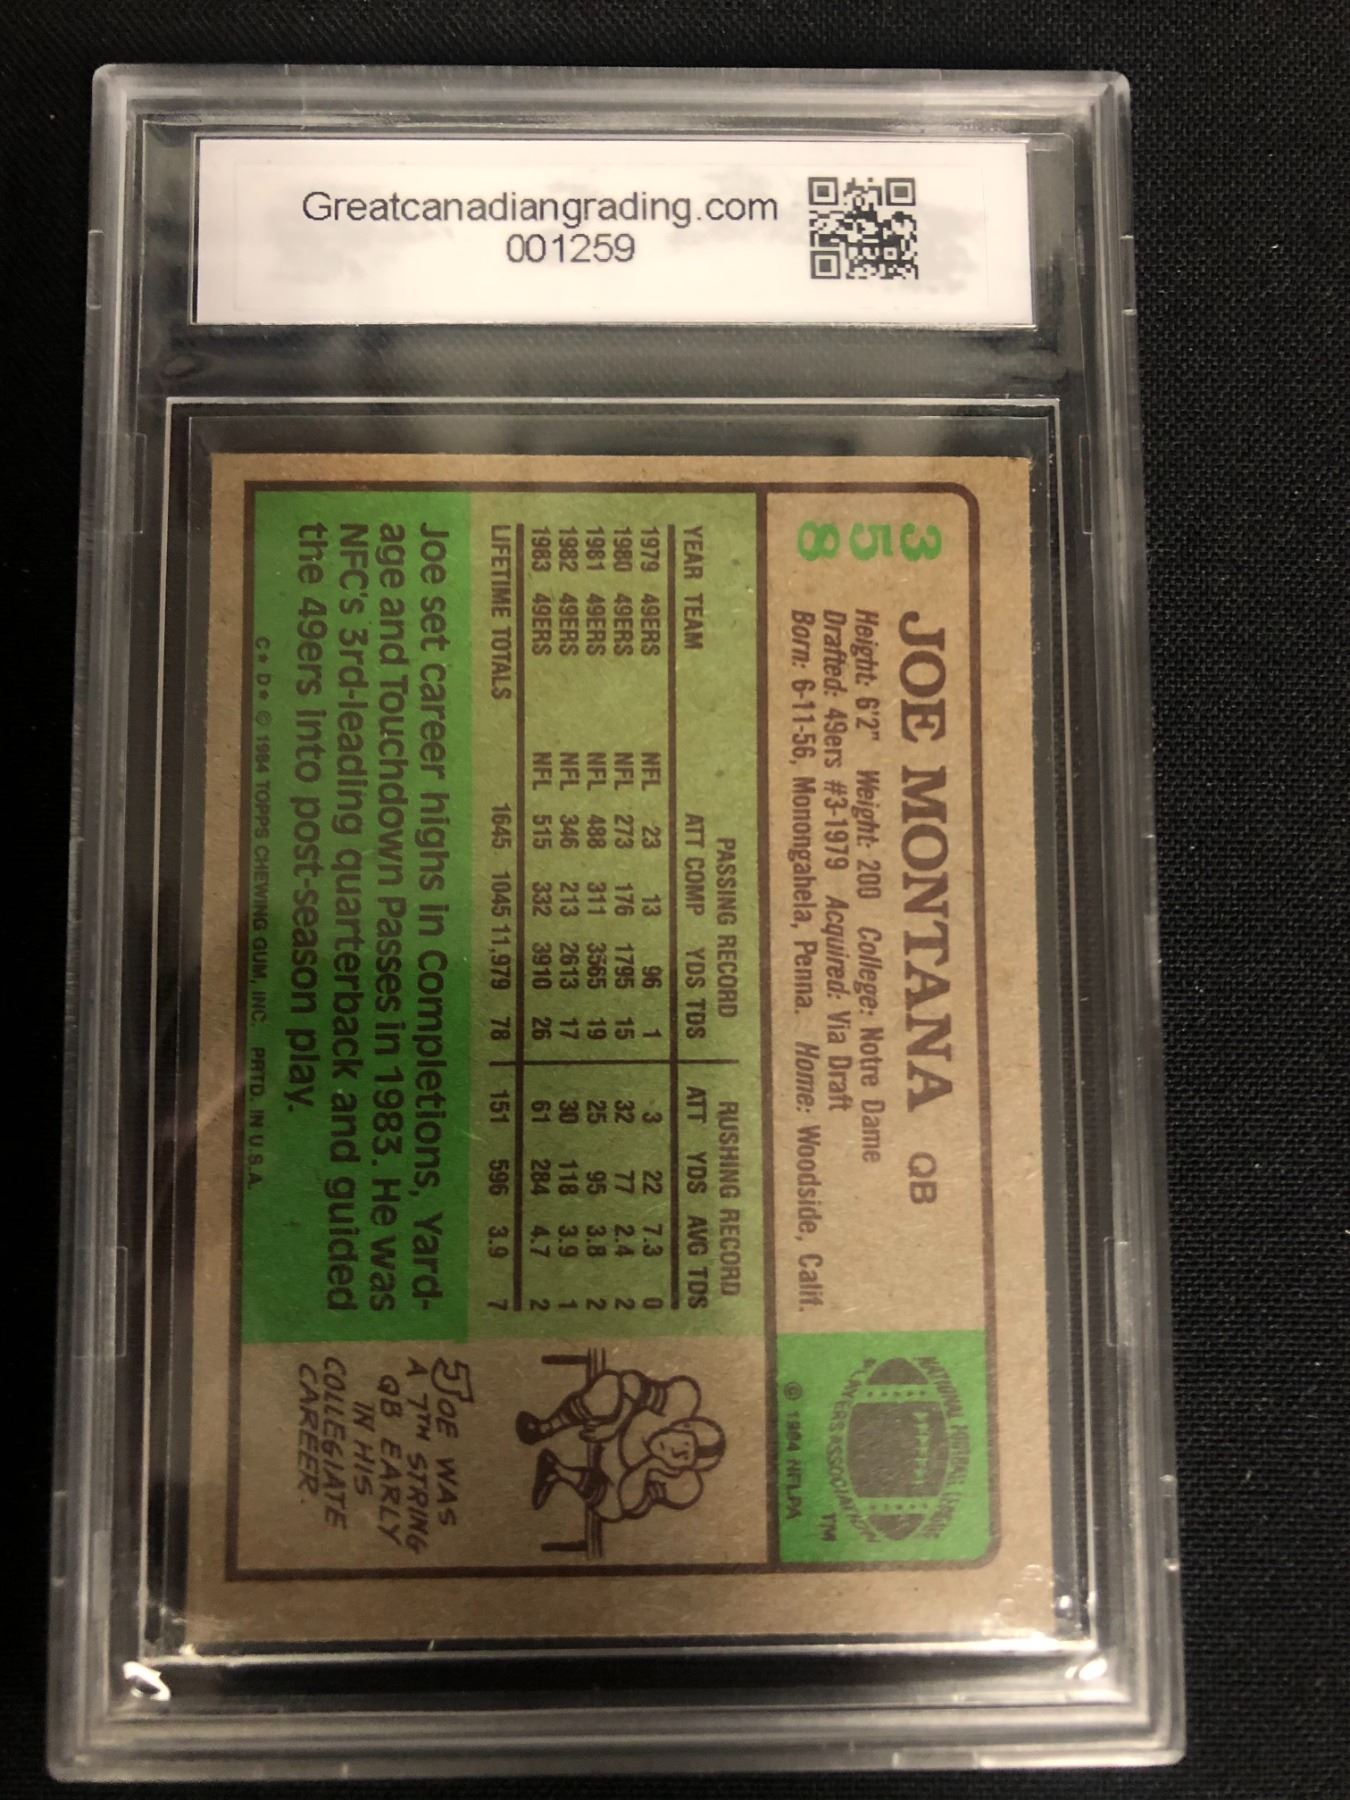 Greatcanadiangrading.com
001259
358
JOE MONTANA QB
Height: 6'2" Weight: 200 College: Notre Dame
Drafted: 49ers #3-1979 Acquired: Via Draft
Born: 6-11-56, Monongahela, Penna. Home: Woodside, Calif.
NATIONAL FOOTBALL LEAGUE
PLAYERS ASSOCIATION
TM
© 1984 NFLPA
PASSING RECORD RUSHING RECORD
YEAR TEAM ATT COMP YDS TDS ATT YDS AVG TDS
1979 49ERS NFL 23 13 96 1 3 22 7.3 0
1980 49ERS NFL 273 176 1795 15 32 77 2.4 2
1981 49ERS NFL 488 311 3565 19 25 95 3.8 2
1982 49ERS NFL 346 213 2613 17 30 118 3.9 1
1983 49ERS NFL 515 332 3910 26 61 284 4.7 2
LIFETIME TOTALS 1645 1045 11,979 78 151 596 3.9 7
Joe set career highs in Completions, Yard-
age and Touchdown Passes in 1983. He was
NFC's 3rd-leading quarterback and guided
the 49ers into post-season play.
C * D * © 1984 TOPPS CHEWING GUM, INC. PRTD. IN U.S.A.
JOE WAS
A 7TH STRING
QB EARLY
IN HIS
COLLEGIATE
CAREER.